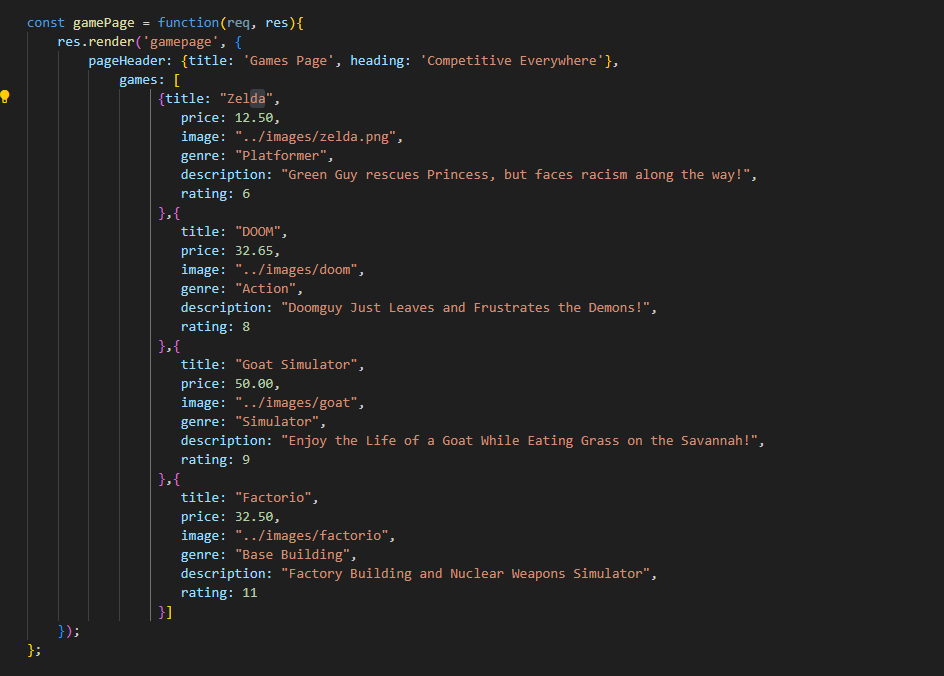 const gamePage = function(req, res){
    res.render('gamepage', {
        pageHeader: {title: 'Games Page', heading: 'Competitive Everywhere'},
            games: [
                 {title: "Zelda",
                    price: 12.50,
                    image: "../images/zelda.png",
                    genre: "Platformer",
                    description: "Green Guy rescues Princess, but faces racism along the way!",
                    rating: 6
                 },{
                    title: "DOOM",
                    price: 32.65,
                    image: "../images/doom",
                    genre: "Action",
                    description: "Doomguy Just Leaves and Frustrates the Demons!",
                    rating: 8
                 },{
                    title: "Goat Simulator",
                    price: 50.00,
                    image: "../images/goat",
                    genre: "Simulator",
                    description: "Enjoy the Life of a Goat While Eating Grass on the Savannah!",
                    rating: 9
                 },{
                    title: "Factorio",
                    price: 32.50,
                    image: "../images/factorio",
                    genre: "Base Building",
                    description: "Factory Building and Nuclear Weapons Simulator",
                    rating: 11
                 }]
    });
};